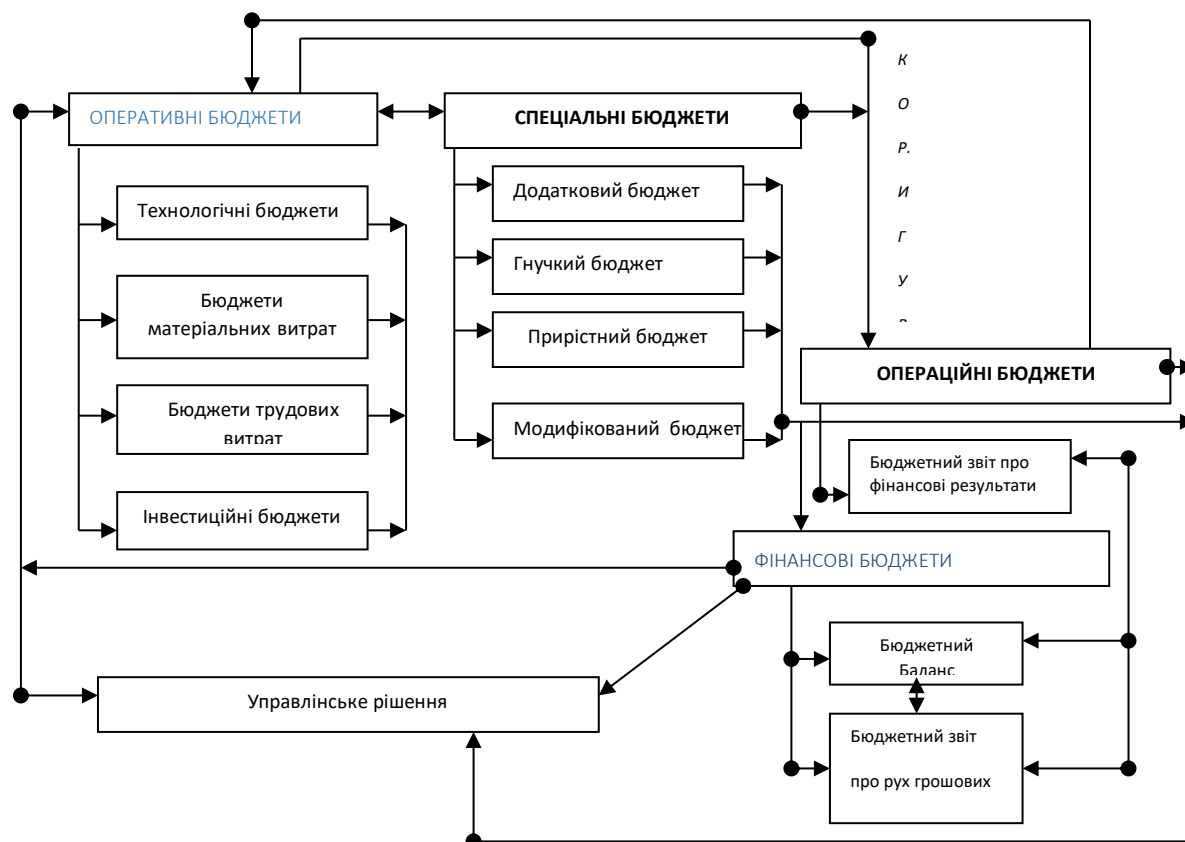 ОПЕРАТИВНІ БЮДЖЕТИ
СПЕЦІАЛЬНІ БЮДЖЕТИ
К
О
Р.
И
Г
У
Технологічні бюджети
Бюджети
матеріальних витрат
Бюджети трудових
витрат
Інвестиційні бюджети
Додатковий бюджет
Гнучкий бюджет
Прирістний бюджет
Модифікований бюджет
ОПЕРАЦІЙНІ БЮДЖЕТИ
Бюджетний звіт про
фінансові результати
ФІНАНСОВІ БЮДЖЕТИ
Бюджетний
Баланс
Бюджетний звіт
про рух грошових
Управлінське рішення